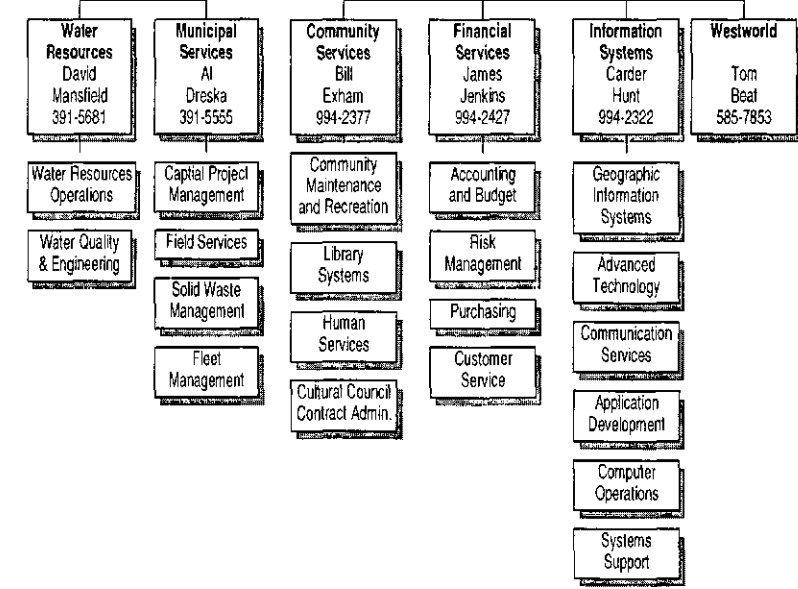 Water
Resources
David
Mansfield
391-5681
Water Resources
Operations
Water Quality
& Engineering
Municipal
Services
Al
Dreska
391-5555
Captial Project
Management
Field Services
Solid Waste
Management
Fleet
Management
Community
Services
Bill
Exham
994-2377
Community
Maintenance
and Recreation
Library
Systems
Human
Services
Cultural Council
Contract Admin.
Financial
Services
James
Jenkins
994-2427
Accounting
and Budget
Risk
Management
Purchasing
Customer
Service
Information
Systems
Carder
Hunt
994-2322
Geographic
Information
Systems
Advanced
Technology
Communication
Services
Application
Development
Computer
Operations
Systems
Support
Westworld
Tom
Beat
585-7853